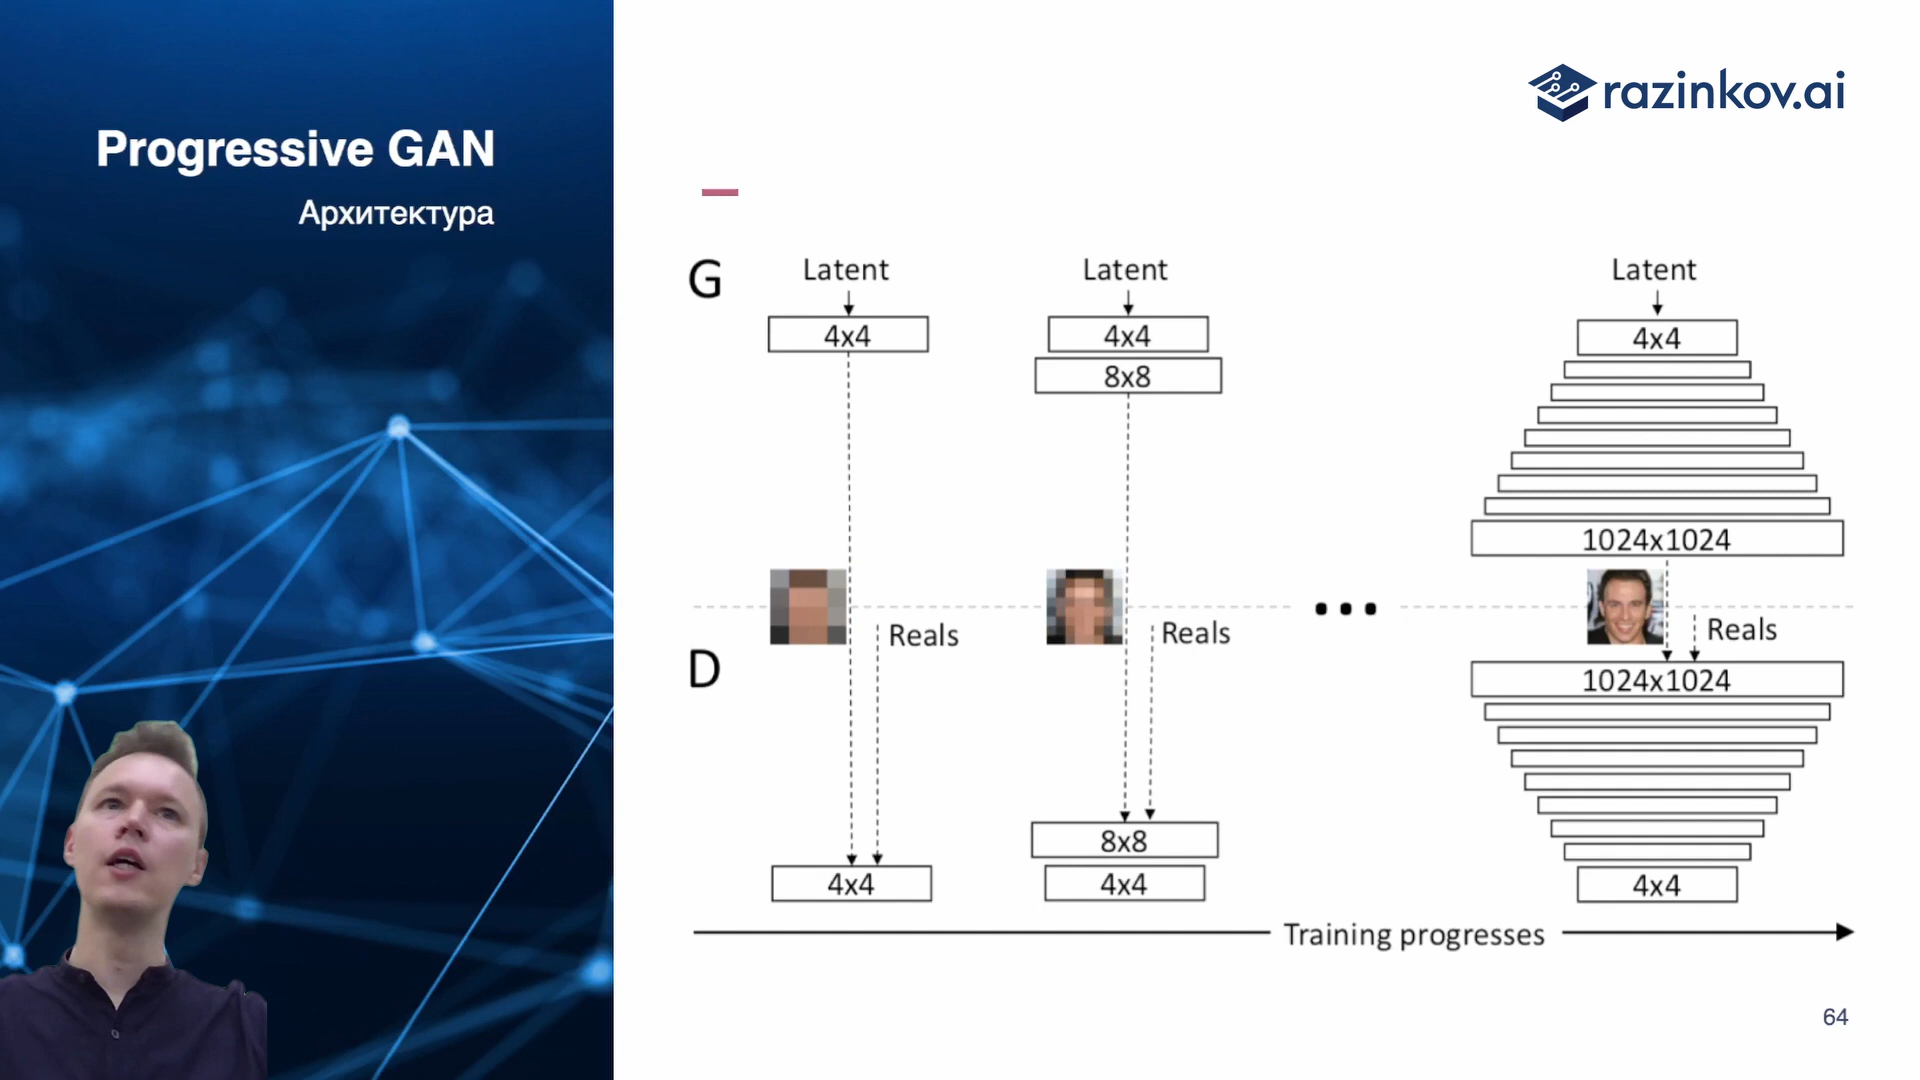 Progressive GAN
Архитектура
razinkov.ai
G
Latent
Latent
Latent
4x4
4x4
4x4
8x8
1024x1024
Reals
Reals
Reals
D
1024x1024
8x8
4x4
4x4
4x4
Training progresses
64